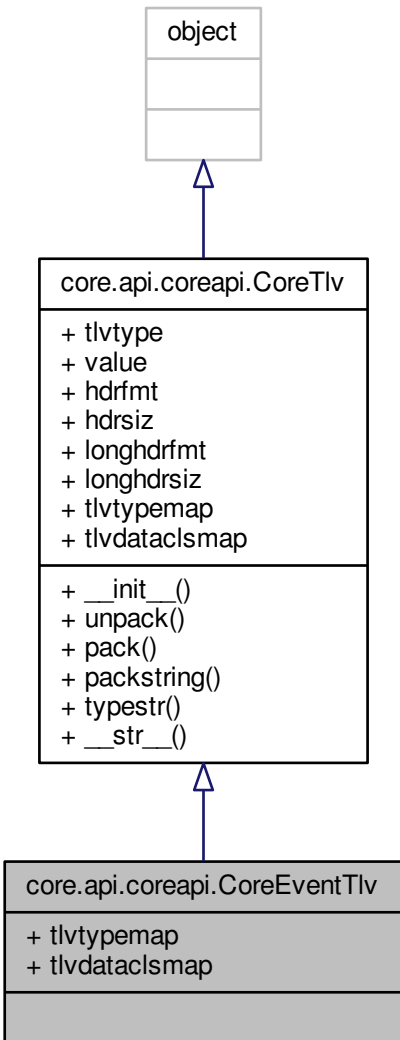 object
core.api.coreapi.CoreTlv
+ tlvtype
+ value
+ hdrfmt
+ hdrsiz
+ longhdrfmt
+ longhdrsiz
+ tlvtypemap
+ tlvdataclsmap
+ __init__()
+ unpack()
+ pack()
+ packstring()
+ typestr()
+ __str__()
core.api.coreapi.CoreEventTlv
+ tlvtypemap
+ tlvdataclsmap